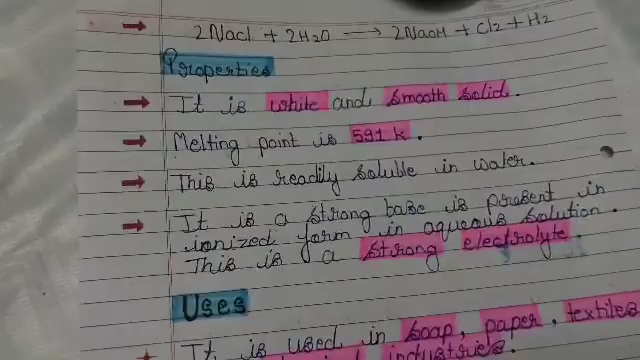 2NaCl + 2H2O → 2NaOH + Cl2 + H2
Properties
It is white and smooth solid.
Melting point is 591 k.
This is readily soluble in water.
It is a strong base is present in
ionized form in aqueous solution.
This is a strong electrolyte.
Uses
It is used in soap, paper, textiles
industries